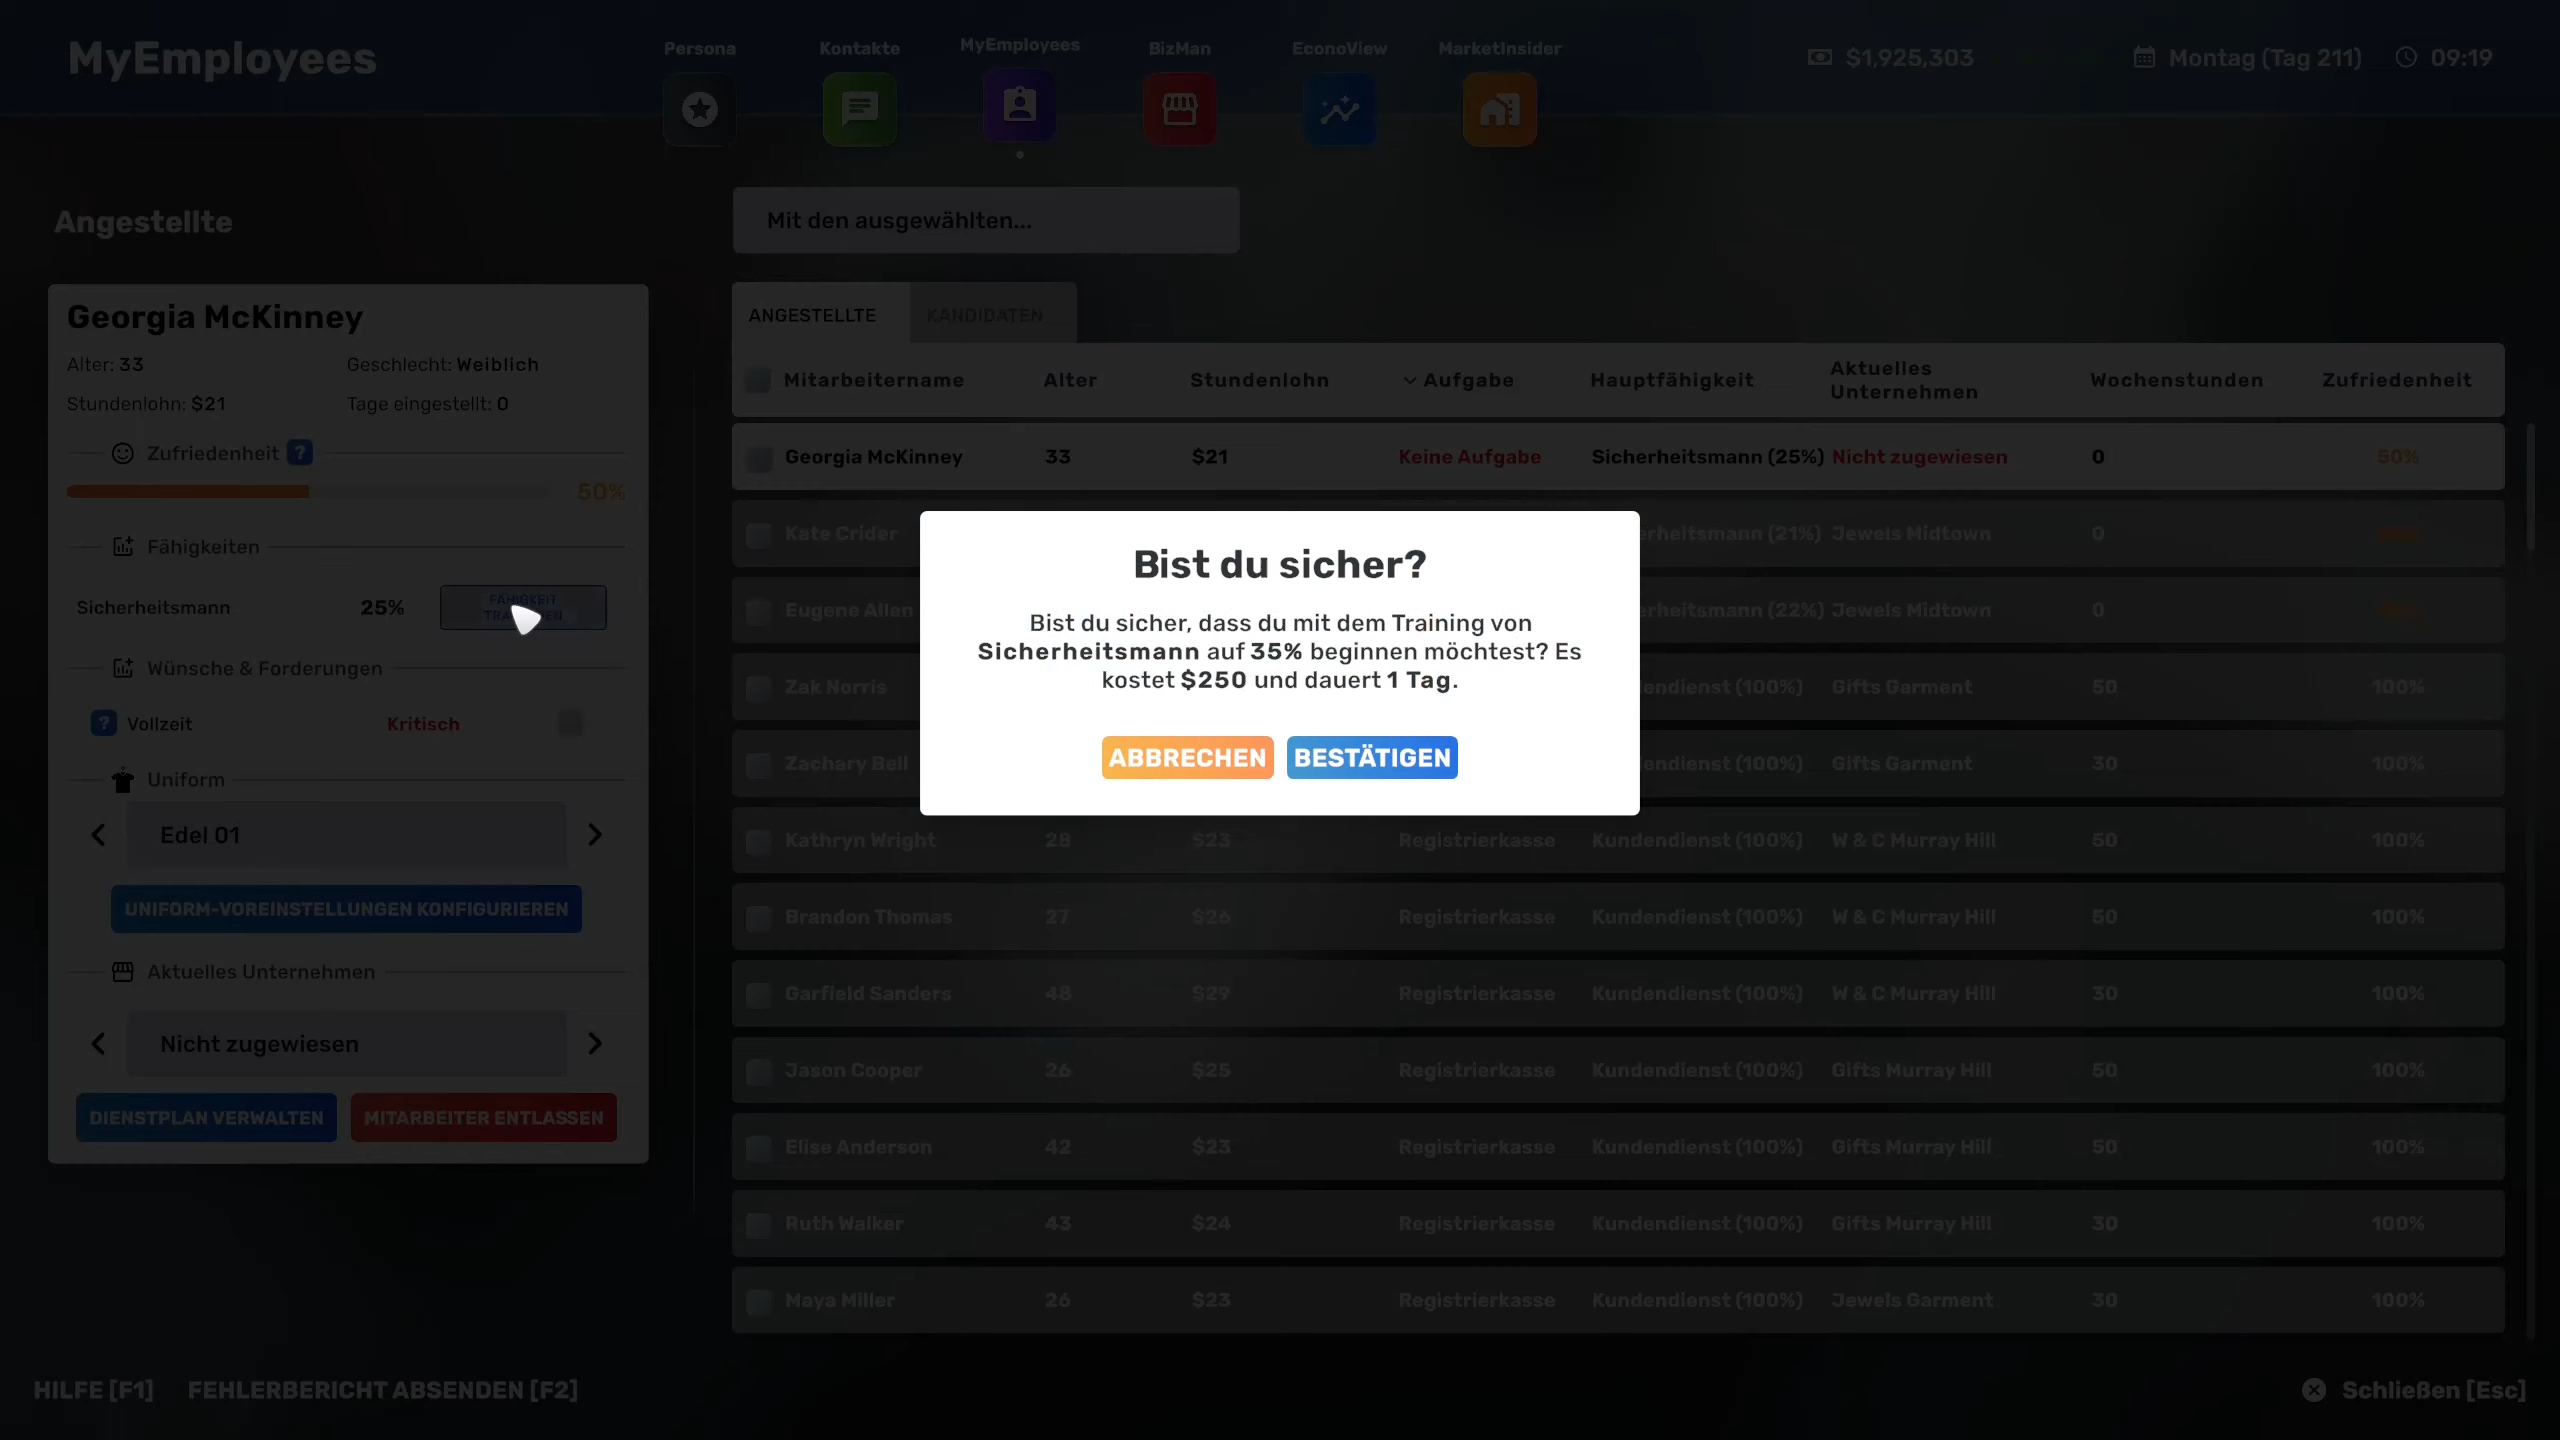 MyEmployees
Persona
Kontakte
MyEmployees
BizMan
EconoView
MarketInsider
$1,925,303
Montag (Tag 211)
09:19
Angestellte
Mit den ausgewählten...
Georgia McKinney
Alter: 33
Geschlecht: Weiblich
Stundenlohn: $21
Tage eingestellt: 0
Zufriedenheit ?
50%
Fähigkeiten
Sicherheitsmann 25%
FÄHIGKEIT
Wünsche & Forderungen
? Vollzeit Kritisch
Uniform
Edel 01
UNIFORM-VOREINSTELLUNGEN KONFIGURIEREN
Aktuelles Unternehmen
Nicht zugewiesen
DIENSTPLAN VERWALTEN
MITARBEITER ENTLASSEN
ANGESTELLTE
KANDIDATEN
Mitarbeitername Alter Stundenlohn Aufgabe Hauptfähigkeit Aktuelles Unternehmen Wochenstunden Zufriedenheit
Georgia McKinney 33 $21 Keine Aufgabe Sicherheitsmann (25%) Nicht zugewiesen 0 50%
Kate Crider erheitsmann (21%) Jewels Midtown 0
Eugene Allen erheitsmann (22%) Jewels Midtown 0
Zak Norris endienst (100%) Gifts Garment 50 100%
Zachary Bell endienst (100%) Gifts Garment 30 100%
Kathryn Wright 28 $23 Registrierkasse Kundendienst (100%) W & C Murray Hill 50 100%
Brandon Thomas 27 $26 Registrierkasse Kundendienst (100%) W & C Murray Hill 50 100%
Garfield Sanders 48 $29 Registrierkasse Kundendienst (100%) W & C Murray Hill 30 100%
Jason Cooper 26 $25 Registrierkasse Kundendienst (100%) Gifts Murray Hill 50 100%
Elise Anderson 42 $23 Registrierkasse Kundendienst (100%) Gifts Murray Hill 50 100%
Ruth Walker 43 $24 Registrierkasse Kundendienst (100%) Gifts Murray Hill 30 100%
Maya Miller 26 $23 Registrierkasse Kundendienst (100%) Jewels Garment 30 100%
Bist du sicher?
Bist du sicher, dass du mit dem Training von
Sicherheitsmann auf 35% beginnen möchtest? Es
kostet $250 und dauert 1 Tag.
ABBRECHEN
BESTÄTIGEN
HILFE [F1]
FEHLERBERICHT ABSENDEN [F2]
Schließen [Esc]